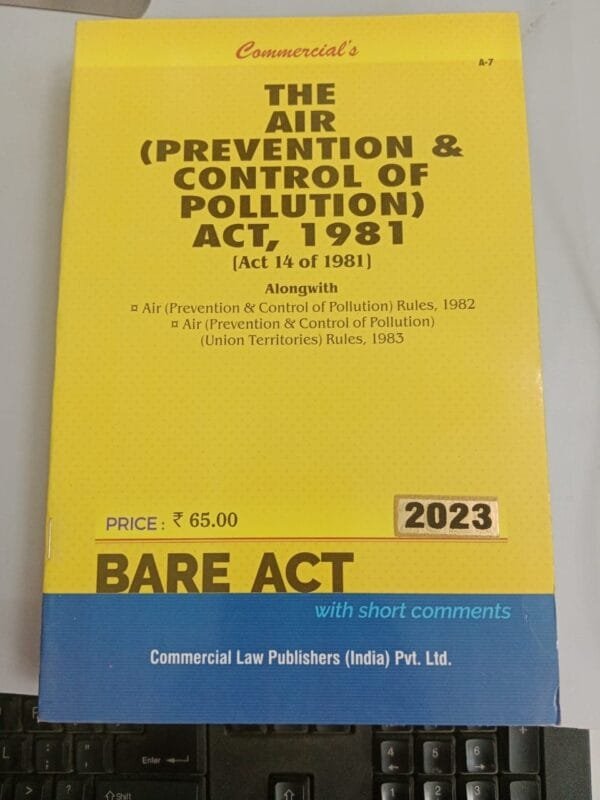 Commercial's
A-7
THE
AIR
(PREVENTION &
CONTROL OF
POLLUTION)
ACT, 1981
[Act 14 of 1981]
Alongwith
¤ Air (Prevention & Control of Pollution) Rules, 1982
¤ Air (Prevention & Control of Pollution)
(Union Territories) Rules, 1983
PRICE : ₹ 65.00
2023
BARE ACT
with short comments
Commercial Law Publishers (India) Pvt. Ltd.
L
Enter
4
5
6
Shift
1
2
3